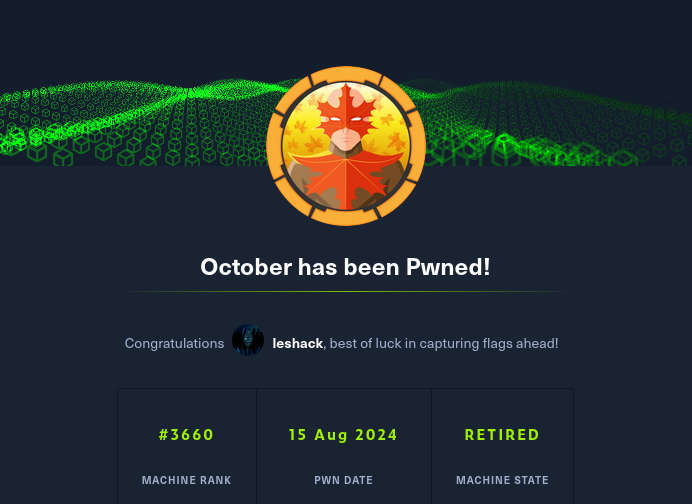 October has been Pwned!
Congratulations leshack, best of luck in capturing flags ahead!
#3660 15 Aug 2024 RETIRED
MACHINE RANK PWN DATE MACHINE STATE